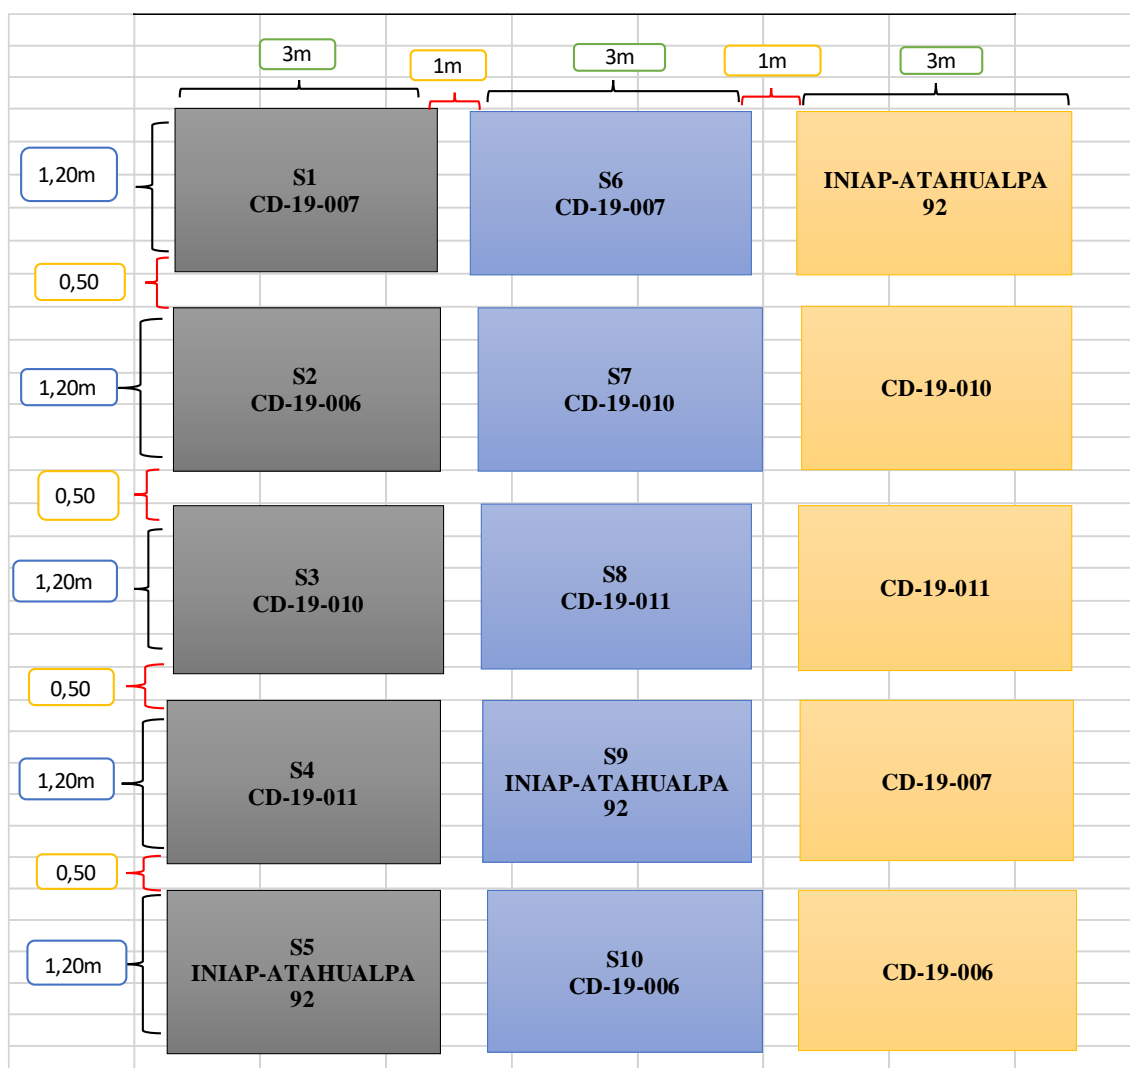 3m
1m
3m
1m
3m
1,20m
S1
CD-19-007
S6
CD-19-007
INIAP-ATAHUALPA
92
0,50
1,20m
S2
CD-19-006
S7
CD-19-010
CD-19-010
0,50
1,20m
S3
CD-19-010
S8
CD-19-011
CD-19-011
0,50
1,20m
S4
CD-19-011
S9
INIAP-ATAHUALPA
92
CD-19-007
0,50
1,20m
S5
INIAP-ATAHUALPA
92
S10
CD-19-006
CD-19-006